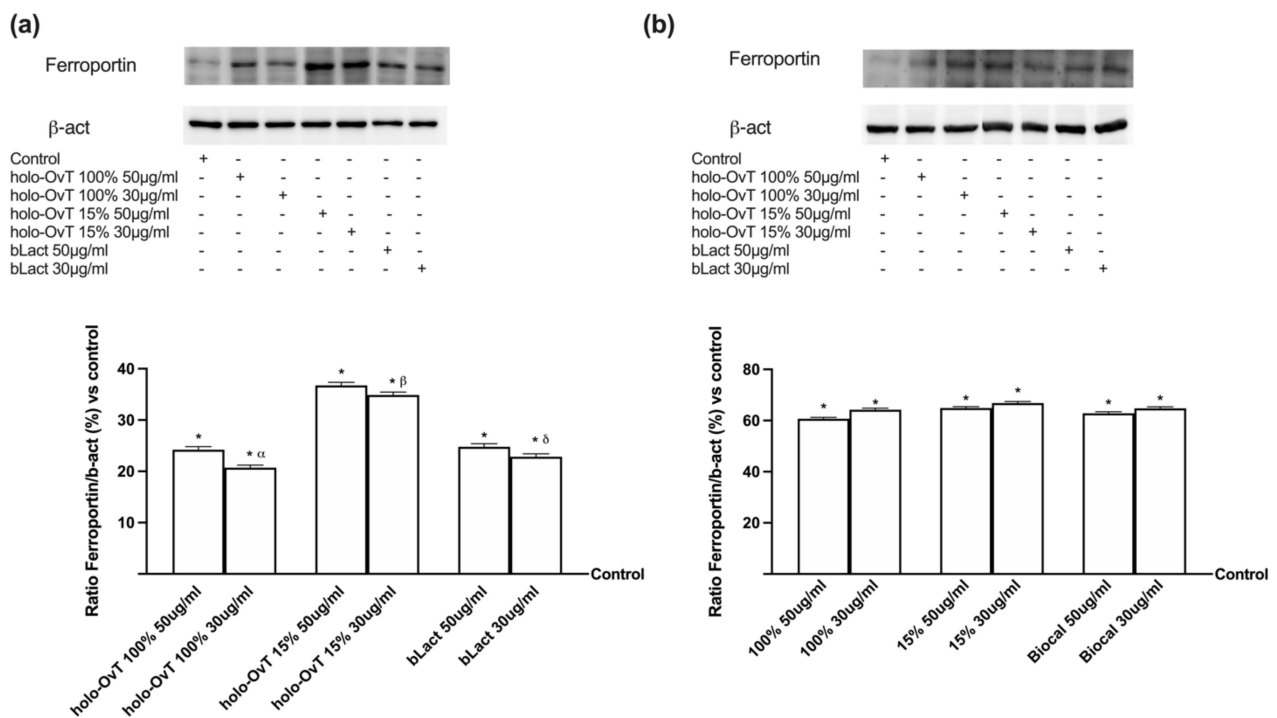 (a)
Ferroportin
β-act
Control + - - - - - -
holo-OvT 100% 50µg/ml - + - - - - -
holo-OvT 100% 30µg/ml - - + - - - -
holo-OvT 15% 50µg/ml - - - + - - -
holo-OvT 15% 30µg/ml - - - - + - -
bLact 50µg/ml - - - - - + -
bLact 30µg/ml - - - - - - +
Ratio Ferroportin/b-act (%) vs control
40
30
20
10
*
* α
*
* β
*
* δ
Control
holo-OvT 100% 50ug/ml
holo-OvT 100% 30ug/ml
holo-OvT 15% 50ug/ml
holo-OvT 15% 30ug/ml
bLact 50ug/ml
bLact 30ug/ml
(b)
Ferroportin
β-act
Control + - - - - - -
holo-OvT 100% 50µg/ml - + - - - - -
holo-OvT 100% 30µg/ml - - + - - - -
holo-OvT 15% 50µg/ml - - - + - - -
holo-OvT 15% 30µg/ml - - - - + - -
bLact 50µg/ml - - - - - + -
bLact 30µg/ml - - - - - - +
Ratio Ferroportin/b-act (%) vs control
80
60
40
20
*
*
*
*
*
*
Control
100% 50ug/ml
100% 30ug/ml
15% 50ug/ml
15% 30ug/ml
Biocal 50ug/ml
Biocal 30ug/ml